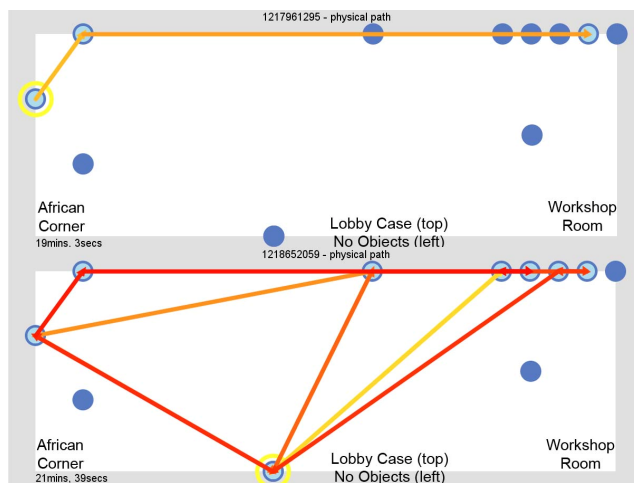 1217961295 - physical path
African
Corner
19mins, 3secs
Lobby Case (top)
No Objects (left)
Workshop
Room
1218652059 - physical path
African
Corner
21mins, 39secs
Lobby Case (top)
No Objects (left)
Workshop
Room